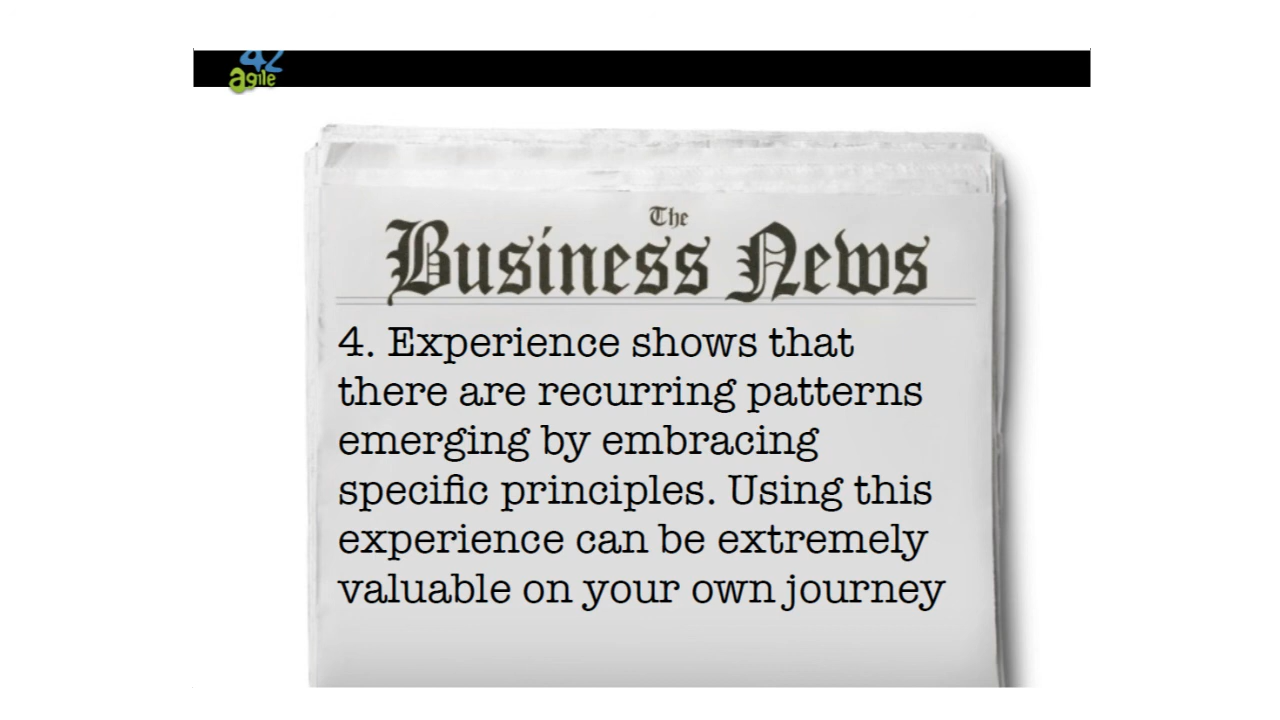 42
agile
The
Business News
4. Experience shows that
there are recurring patterns
emerging by embracing
specific principles. Using this
experience can be extremely
valuable on your own journey